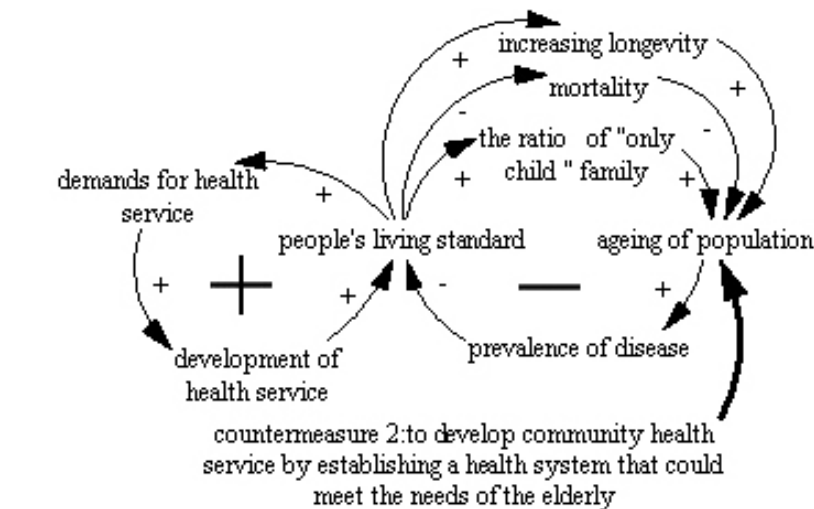 increasing longevity
+
mortality
+
-
the ratio of "only
-
child " family
+
+
demands for health
service
+
people's living standard
ageing of population
+
+
+
-
—
+
development of
health service
prevalence of disease
countermeasure 2:to develop community health
service by establishing a health system that could
meet the needs of the elderly